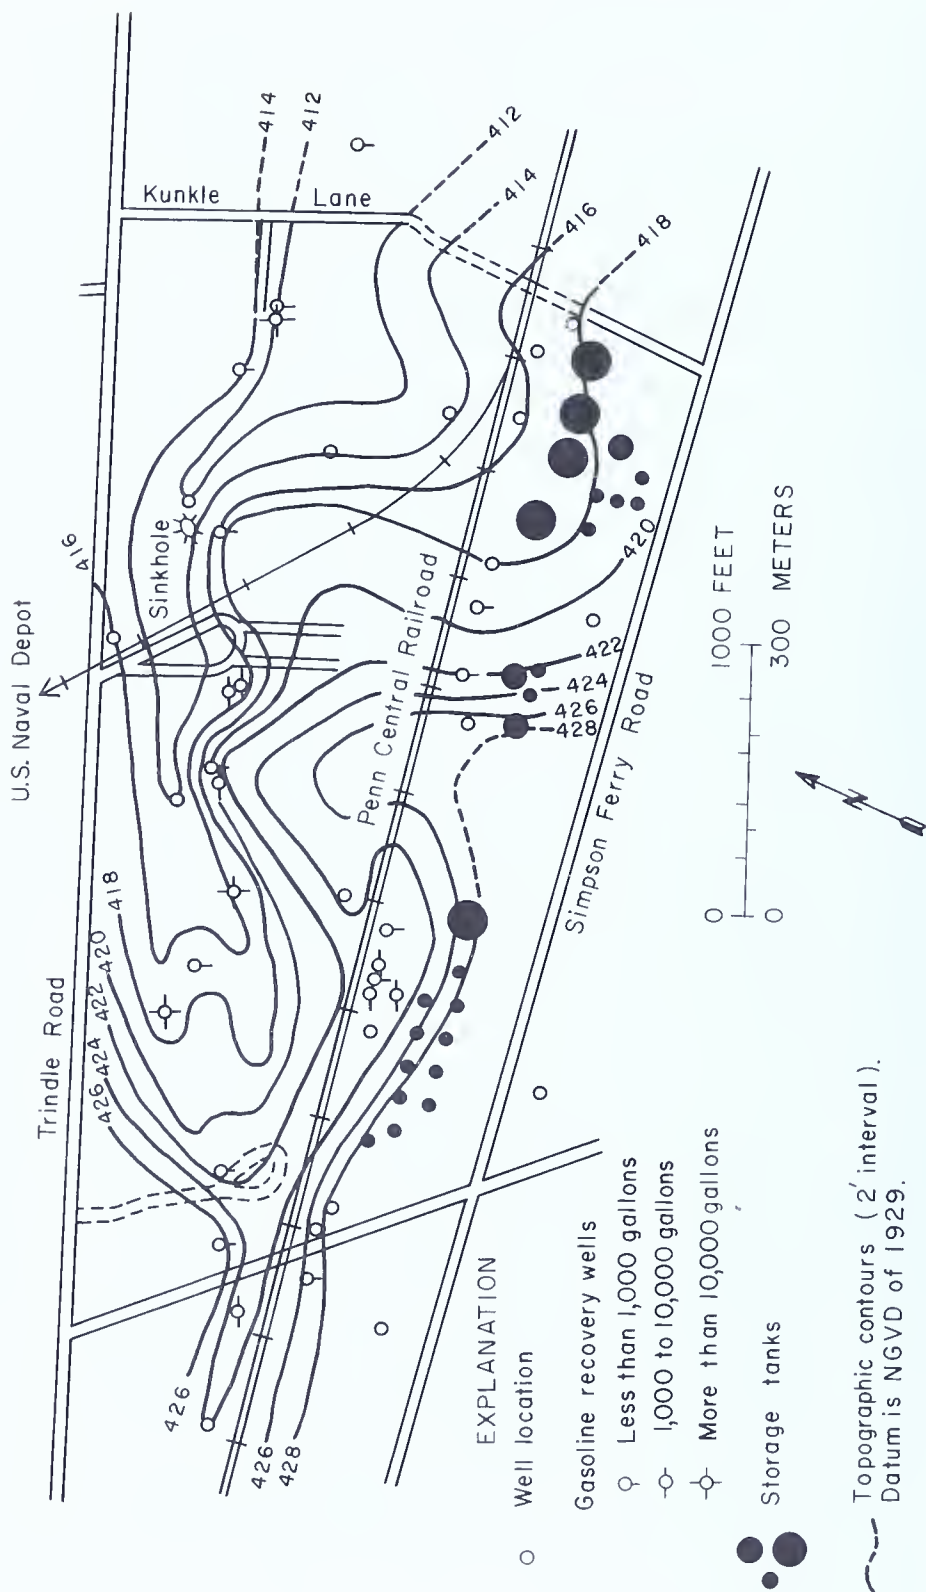 U.S. Naval Depot
Trindle Road
Kunkle Lane
Sinkhole
Penn Central Railroad
Simpson Ferry Road
414
412
412
414
416
418
416
418
420
422
424
426
420
422
424
426
428
426
426
428
0 1000 FEET
0 300 METERS
N
EXPLANATION
Well location
Gasoline recovery wells
Less than 1,000 gallons
1,000 to 10,000 gallons
More than 10,000 gallons
Storage tanks
Topographic contours (2' interval).
Datum is NGVD of 1929.